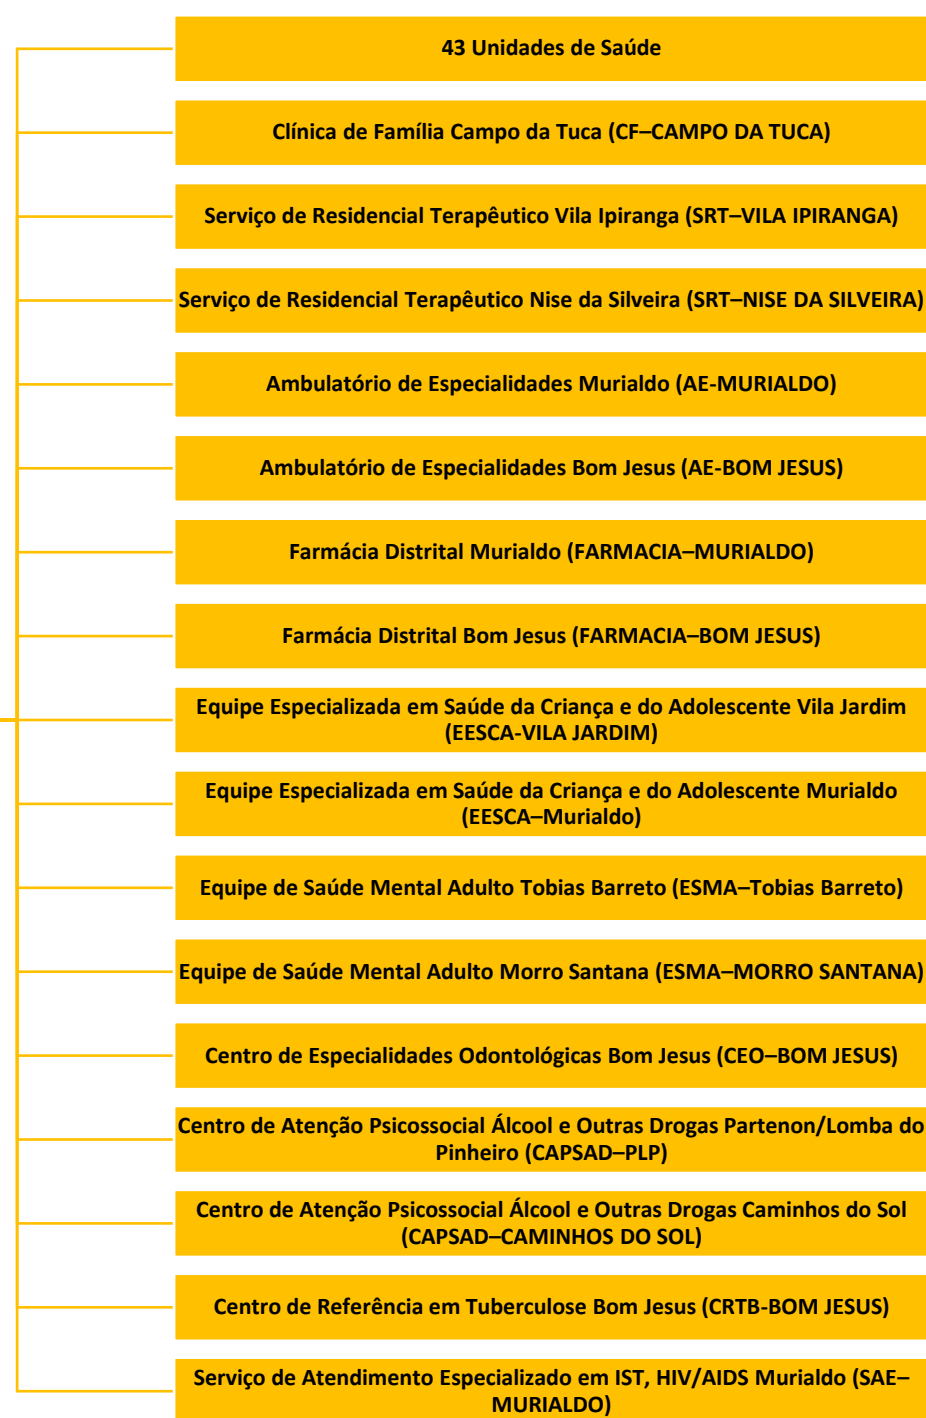 43 Unidades de Saúde
Clínica de Família Campo da Tuca (CF–CAMPO DA TUCA)
Serviço de Residencial Terapêutico Vila Ipiranga (SRT–VILA IPIRANGA)
Serviço de Residencial Terapêutico Nise da Silveira (SRT–NISE DA SILVEIRA)
Ambulatório de Especialidades Murialdo (AE-MURIALDO)
Ambulatório de Especialidades Bom Jesus (AE-BOM JESUS)
Farmácia Distrital Murialdo (FARMACIA–MURIALDO)
Farmácia Distrital Bom Jesus (FARMACIA–BOM JESUS)
Equipe Especializada em Saúde da Criança e do Adolescente Vila Jardim
(EESCA-VILA JARDIM)
Equipe Especializada em Saúde da Criança e do Adolescente Murialdo
(EESCA–Murialdo)
Equipe de Saúde Mental Adulto Tobias Barreto (ESMA–Tobias Barreto)
Equipe de Saúde Mental Adulto Morro Santana (ESMA–MORRO SANTANA)
Centro de Especialidades Odontológicas Bom Jesus (CEO–BOM JESUS)
Centro de Atenção Psicossocial Álcool e Outras Drogas Partenon/Lomba do
Pinheiro (CAPSAD–PLP)
Centro de Atenção Psicossocial Álcool e Outras Drogas Caminhos do Sol
(CAPSAD–CAMINHOS DO SOL)
Centro de Referência em Tuberculose Bom Jesus (CRTB-BOM JESUS)
Serviço de Atendimento Especializado em IST, HIV/AIDS Murialdo (SAE–
MURIALDO)